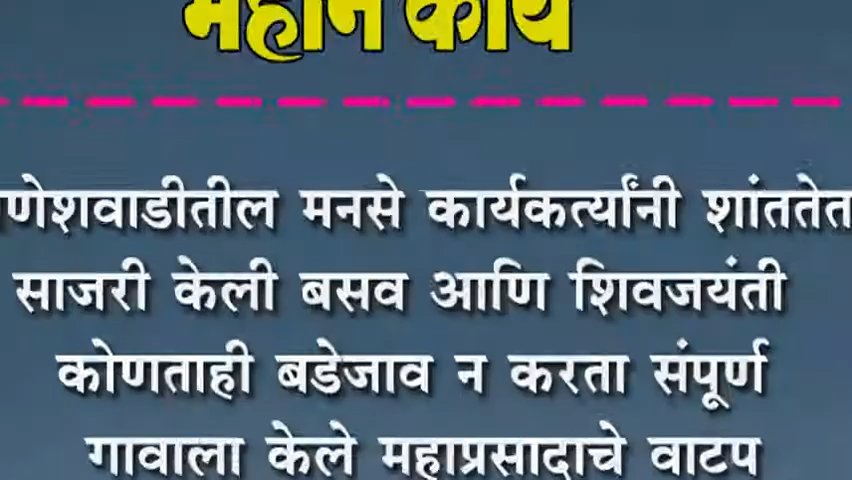 महान कार्य
णेशवाडीतील मनसे कार्यकर्त्यांनी शांततेत
साजरी केली बसव आणि शिवजयंती
कोणताही बडेजाव न करता संपूर्ण
गावाला केले महाप्रसादाचे वाटप